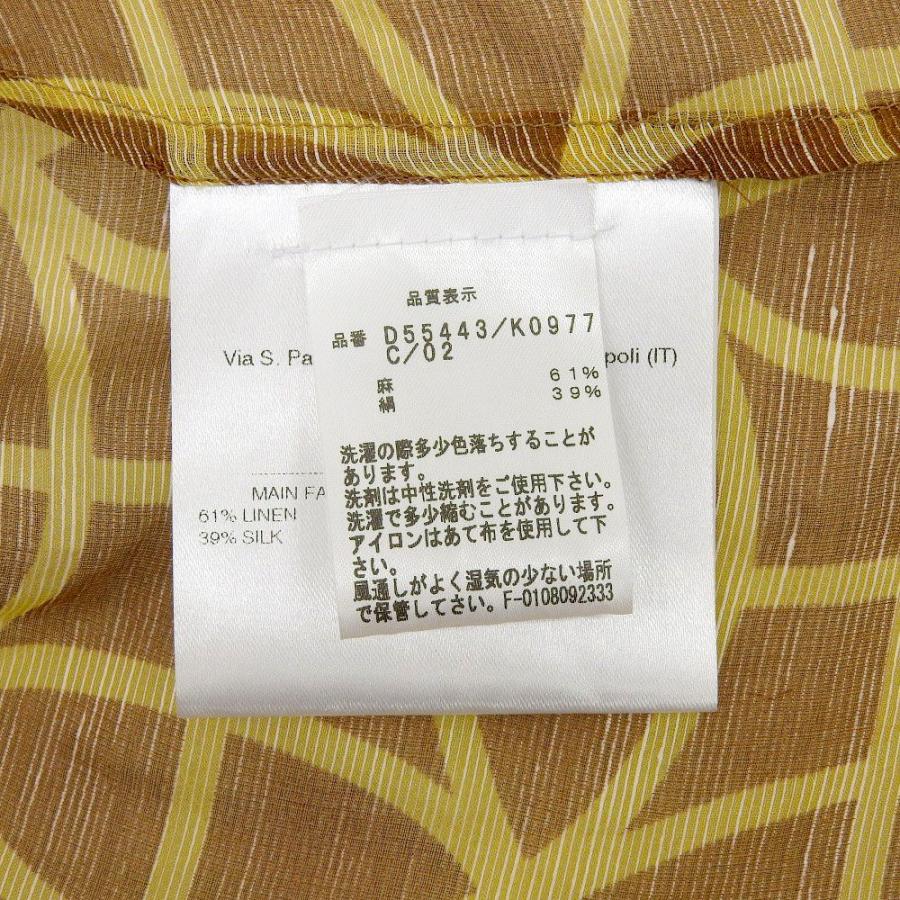 品質表示
品番 D55443/K0977
C/02
麻 61%
絹 39%
洗濯の際多少色落ちすることが
あります。
洗剤は中性洗剤をご使用下さい。
洗濯で多少縮むことがあります。
アイロンはあて布を使用して下
さい。
風通しがよく湿気の少ない場所
で保管してさい。F-0108092333
Via S. Pa
poli (IT)
MAIN FA
61% LINEN
39% SILK